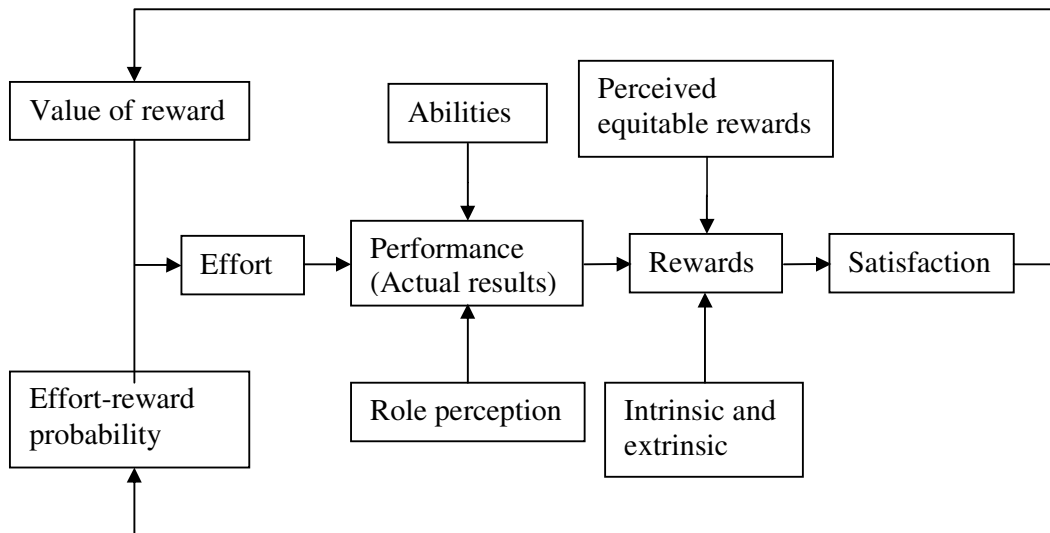 Value of reward
Abilities
Perceived
equitable rewards
Effort
Performance
(Actual results)
Rewards
Satisfaction
Effort-reward
probability
Role perception
Intrinsic and
extrinsic